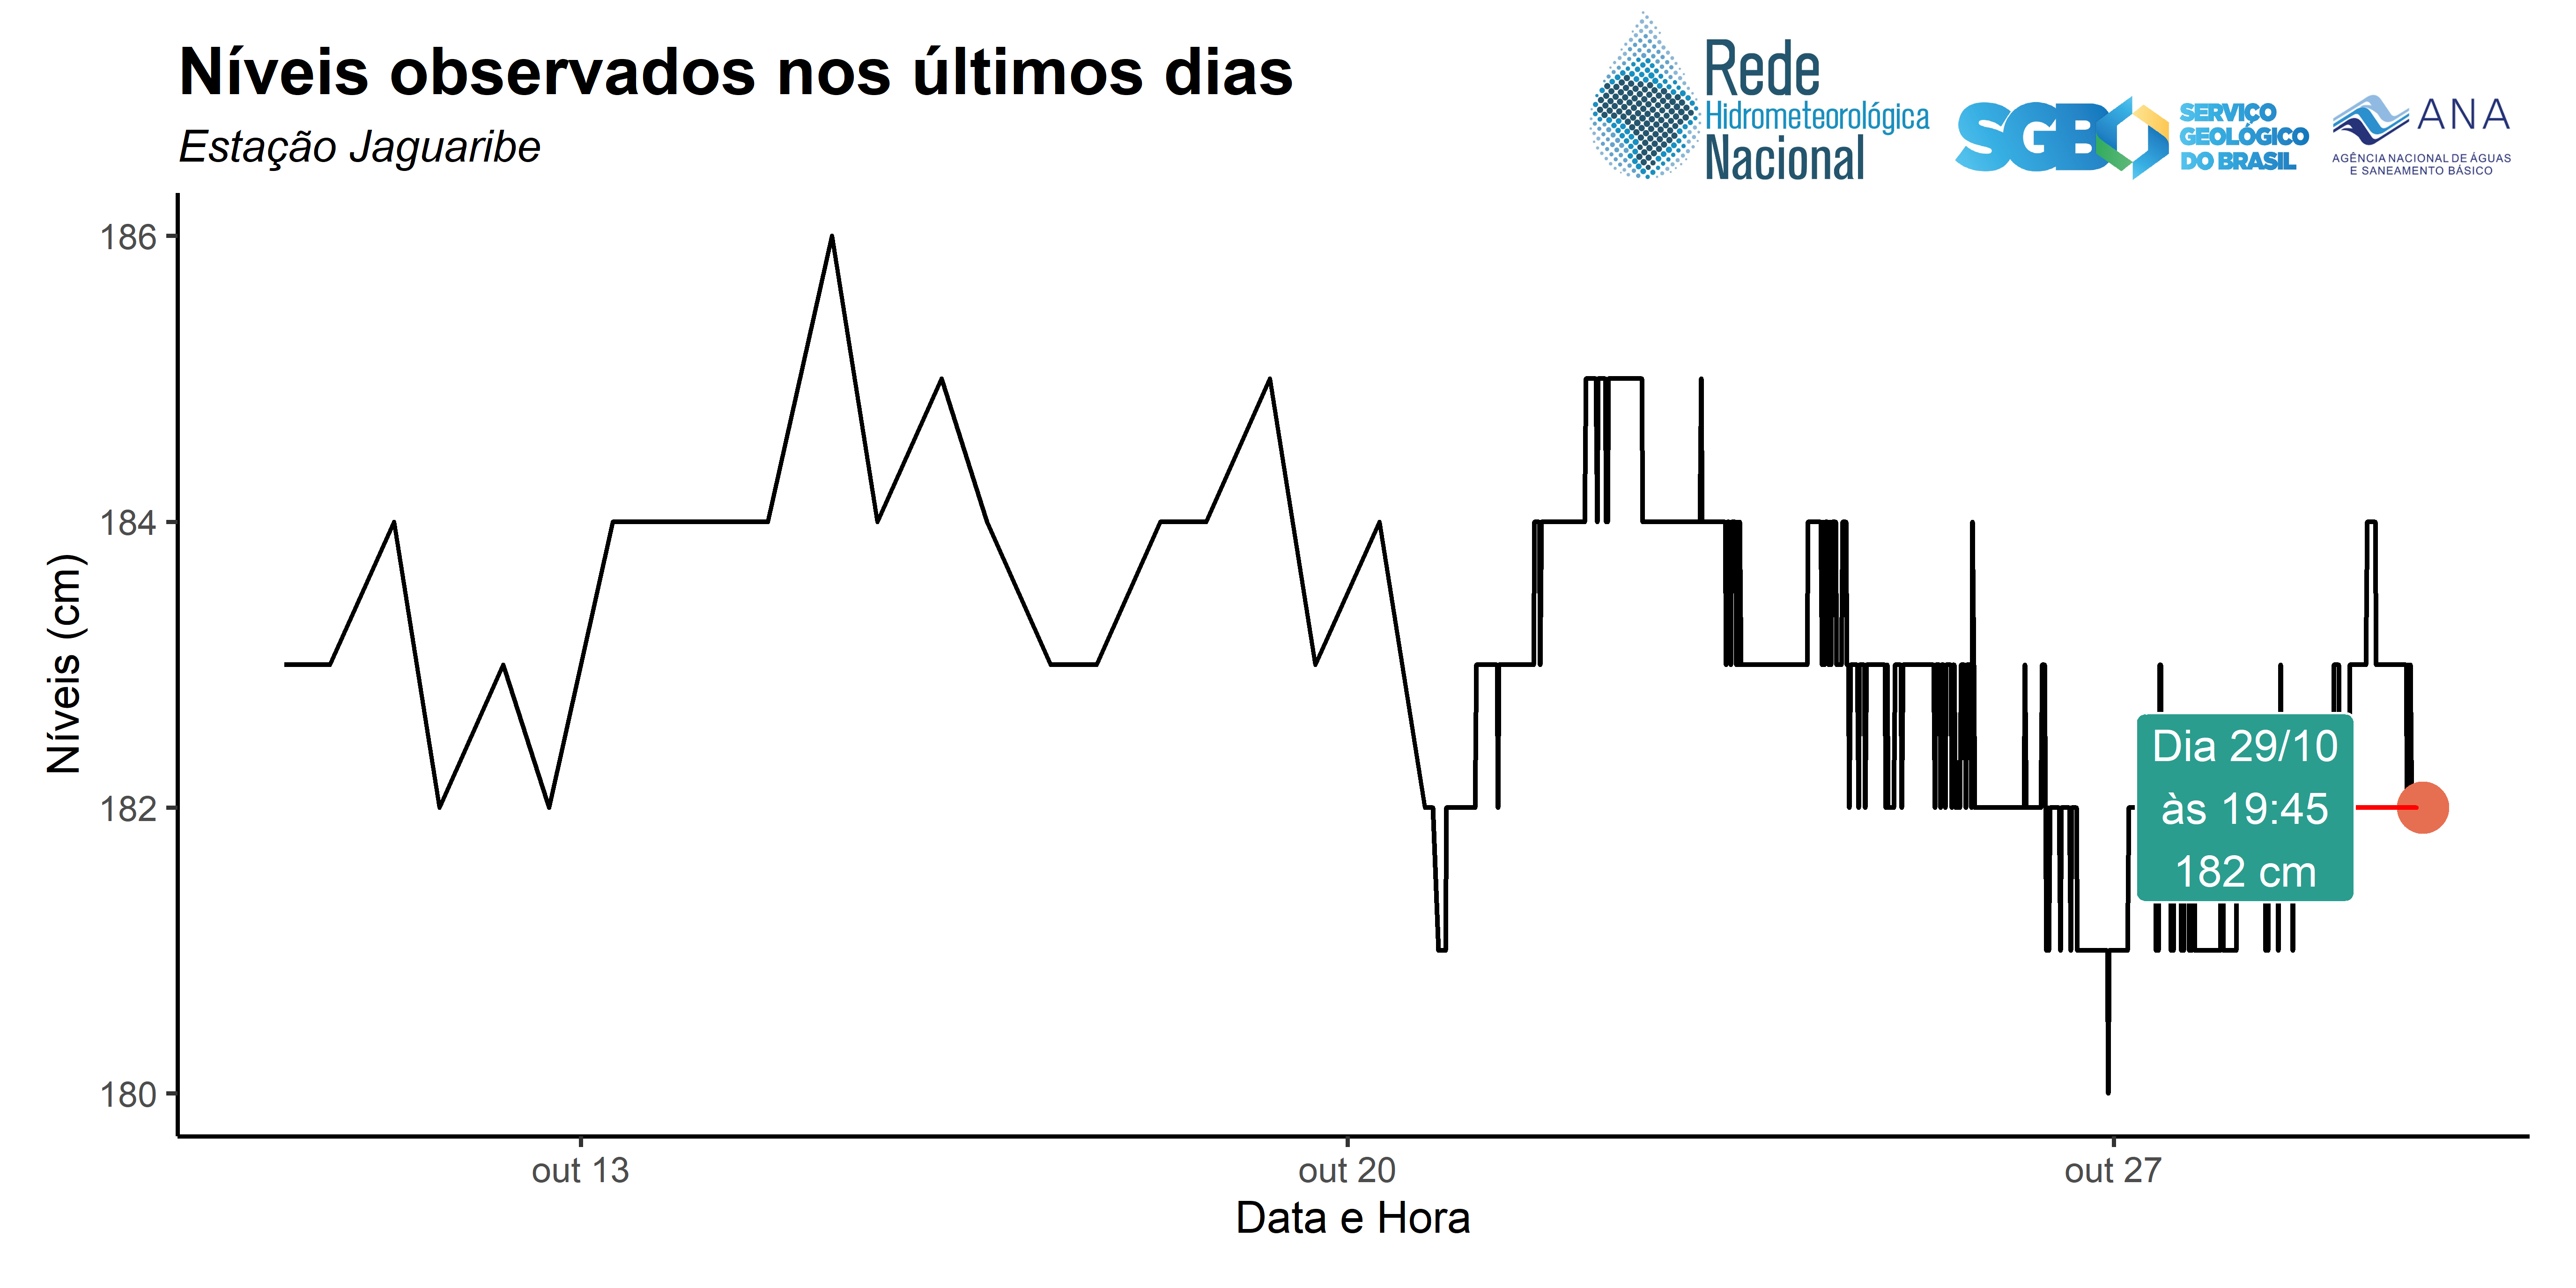 Níveis observados nos últimos dias
Estação Jaguaribe
Rede
Hidrometeorológica
Nacional
SGB
SERVIÇO
GEOLÓGICO
DO BRASIL
ANA
AGÊNCIA NACIONAL DE ÁGUAS
E SANEAMENTO BÁSICO
Níveis (cm)
186
184
182
180
Dia 29/10
às 19:45
182 cm
out 13
out 20
out 27
Data e Hora